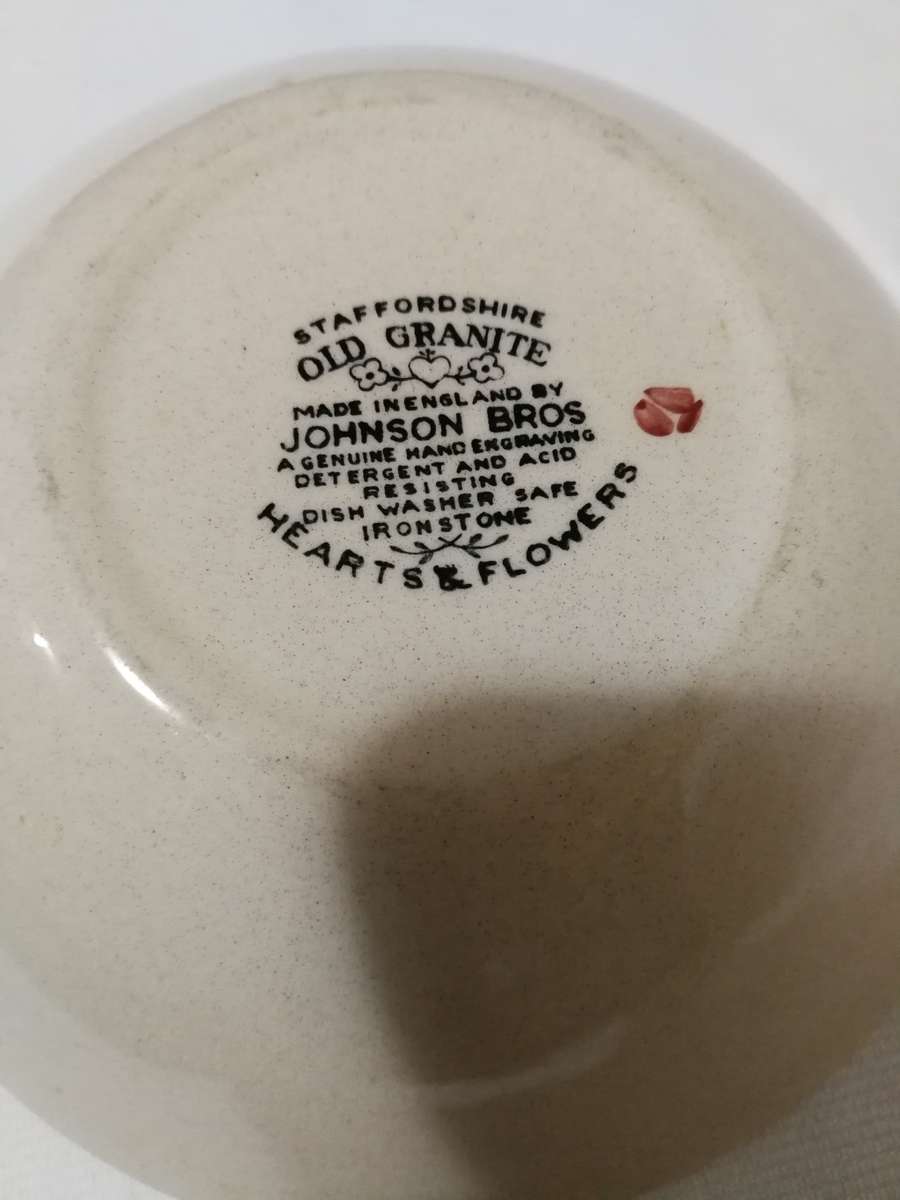 STAFFORDSHIRE
OLD GRANITE
MADE IN ENGLAND BY
JOHNSON BROS
A GENUINE HAND ENGRAVING
DETERGENT AND ACID
RESISTING
DISH WASHER SAFE
IRONSTONE
HEARTS & FLOWERS